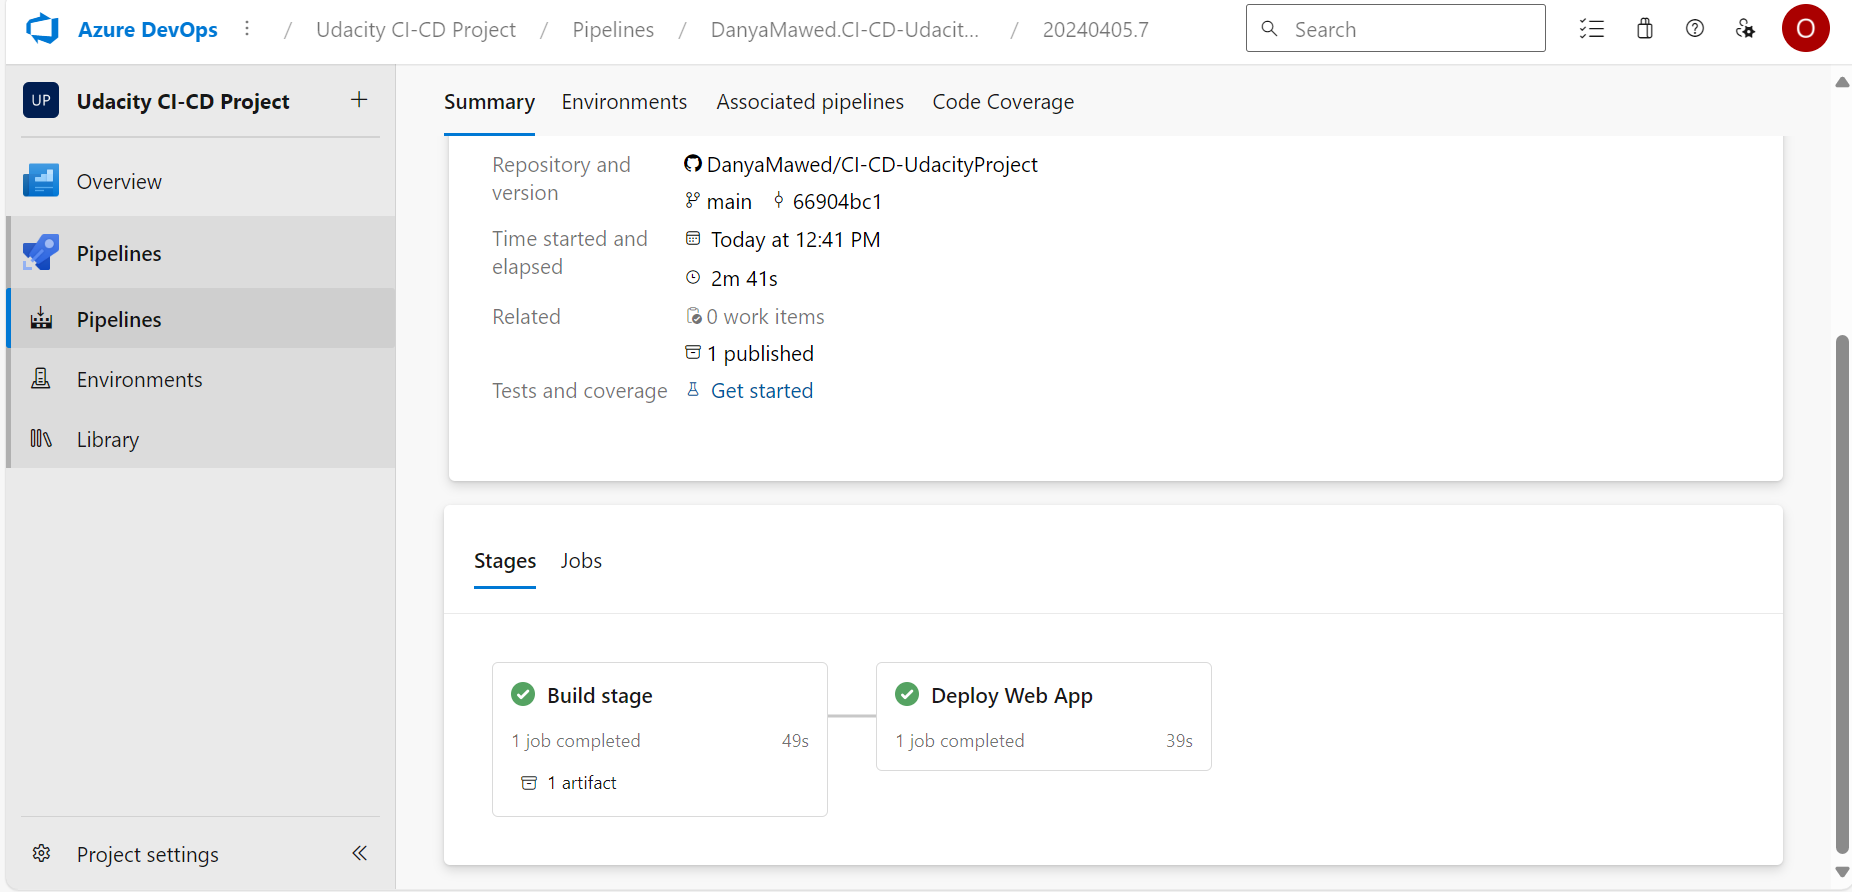 Azure DevOps / Udacity CI-CD Project / Pipelines / DanyaMawed.CI-CD-Udacit... / 20240405.7
Search
O
UP Udacity CI-CD Project
Overview
Pipelines
Pipelines
Environments
Library
Project settings
Summary Environments Associated pipelines Code Coverage
Repository and
version
DanyaMawed/CI-CD-UdacityProject
main 66904bc1
Time started and
elapsed
Today at 12:41 PM
2m 41s
Related
0 work items
1 published
Tests and coverage
Get started
Stages Jobs
Build stage
1 job completed 49s
1 artifact
Deploy Web App
1 job completed 39s